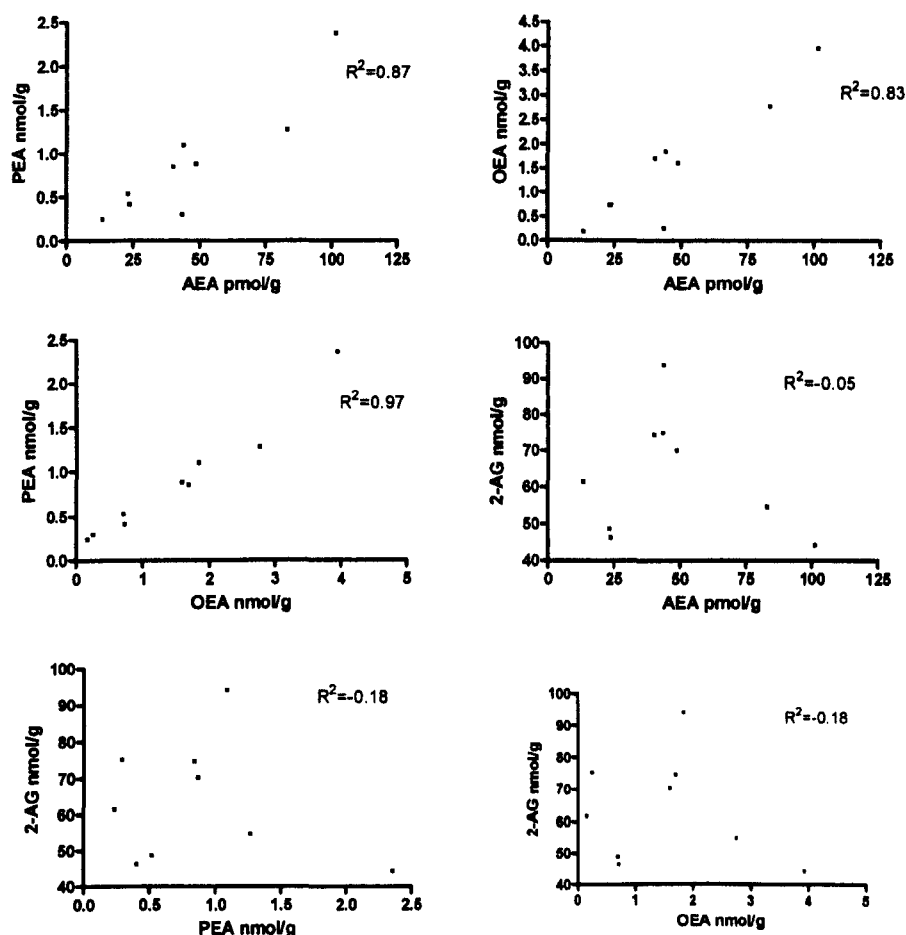 2.5
2.0
1.5
1.0
0.5
0.0
PEA nmol/g
R²=0.87
0 25 50 75 100 125
AEA pmol/g
4.5
4.0
3.5
3.0
2.5
2.0
1.5
1.0
0.5
0.0
OEA nmol/g
R²=0.83
0 25 50 75 100 125
AEA pmol/g
2.5
2.0
1.5
1.0
0.5
0.0
PEA nmol/g
R²=0.97
0 1 2 3 4 5
OEA nmol/g
100
90
80
70
60
50
40
2-AG nmol/g
R²=-0.05
0 25 50 75 100 125
AEA pmol/g
100
90
80
70
60
50
40
2-AG nmol/g
R²=-0.18
0.0 0.5 1.0 1.5 2.0 2.5
PEA nmol/g
100
90
80
70
60
50
40
2-AG nmol/g
R²=-0.18
0 1 2 3 4 5
OEA nmol/g